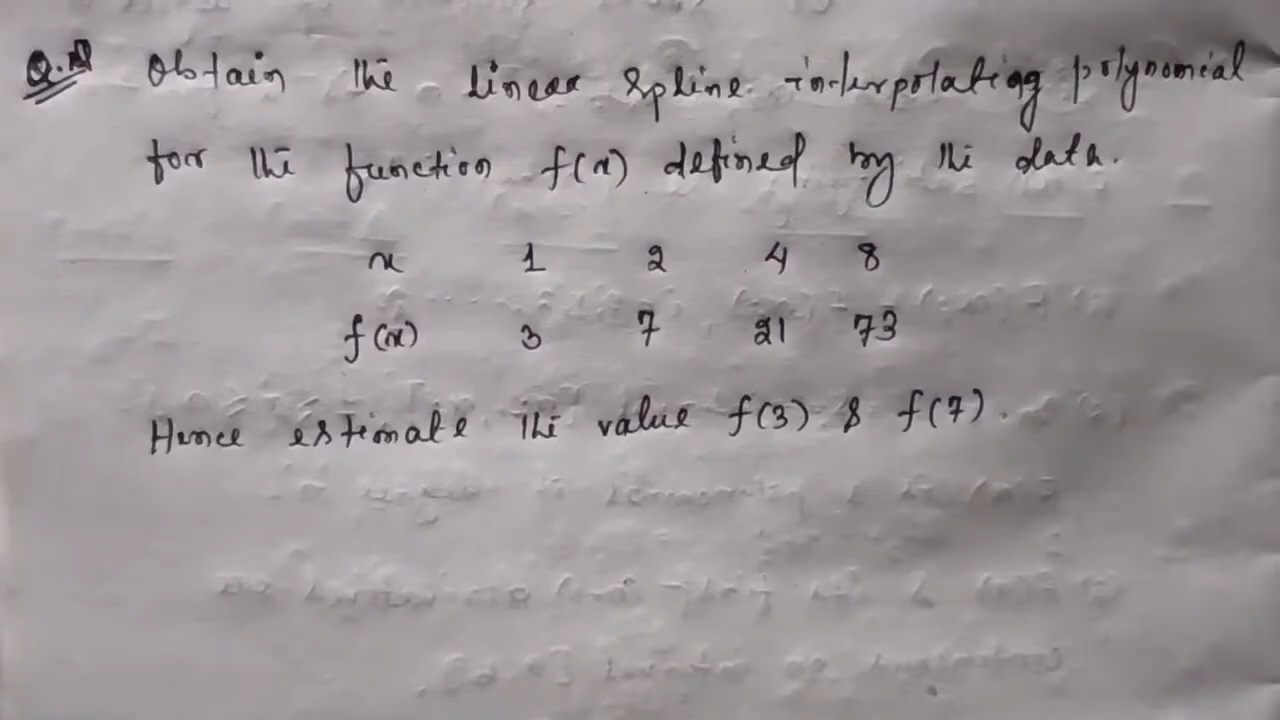 Obtain the linear spline interpolating polynomial
for the function f(x) defined by the data.
x 1 2 4 8
f(x) 3 7 21 73
Hence estimate the value f(3) & f(7).